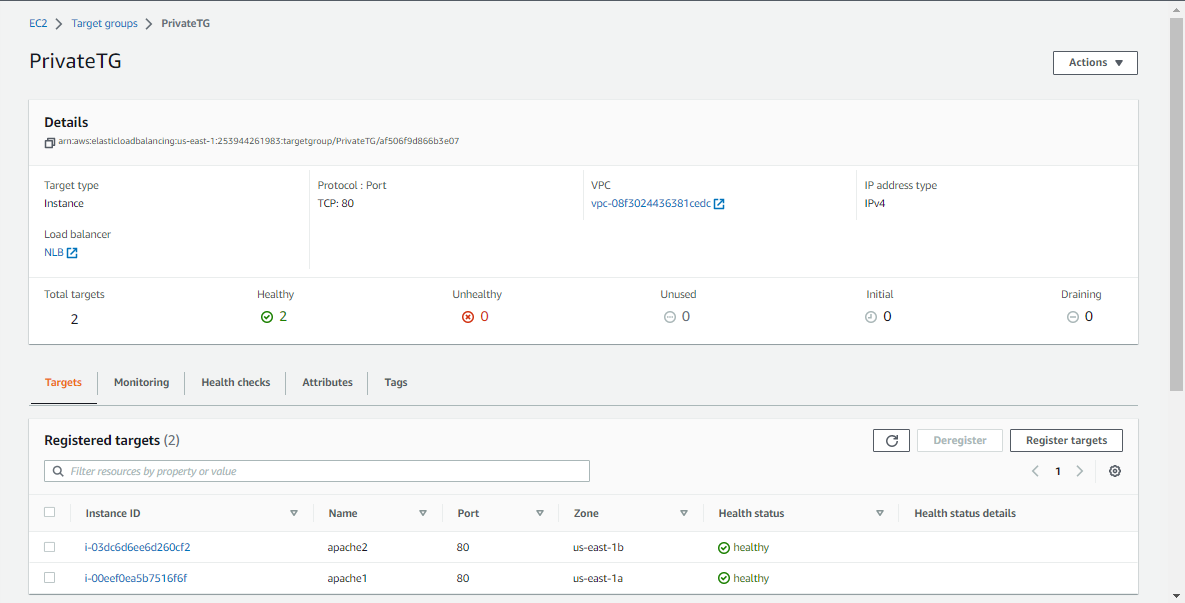 EC2 > Target groups > PrivateTG
PrivateTG
Actions
Details
arn:aws:elasticloadbalancing:us-east-1:253944261983:targetgroup/PrivateTG/af506f9d866b3e07
Target type
Instance
Protocol : Port
TCP: 80
VPC
vpc-08f3024436381cedc
IP address type
IPv4
Load balancer
NLB
Total targets
2
Healthy
2
Unhealthy
0
Unused
0
Initial
0
Draining
0
Targets Monitoring Health checks Attributes Tags
Registered targets (2)
Deregister Register targets
Filter resources by property or value
1
Instance ID Name Port Zone Health status Health status details
i-03dc6d6ee6d260cf2 apache2 80 us-east-1b healthy
i-00eef0ea5b7516f6f apache1 80 us-east-1a healthy